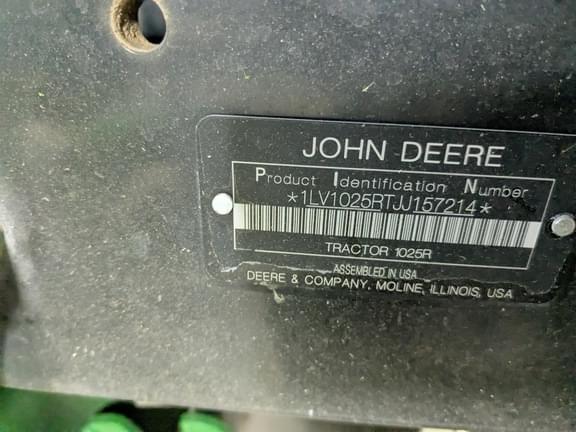 JOHN DEERE
Product Identification Number
*1LV1025RTJJ157214*
TRACTOR 1025R
ASSEMBLED IN USA
DEERE & COMPANY, MOLINE, ILLINOIS, USA